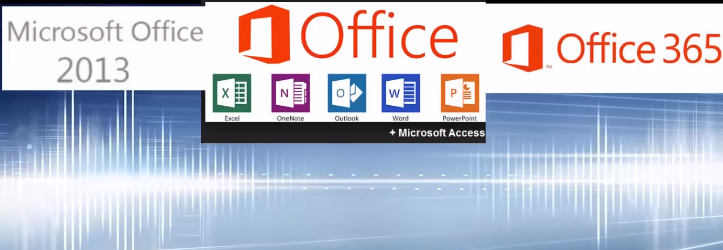 Microsoft Office
2013
Office
Excel OneNote Outlook Word PowerPoint
+ Microsoft Access
Office 365